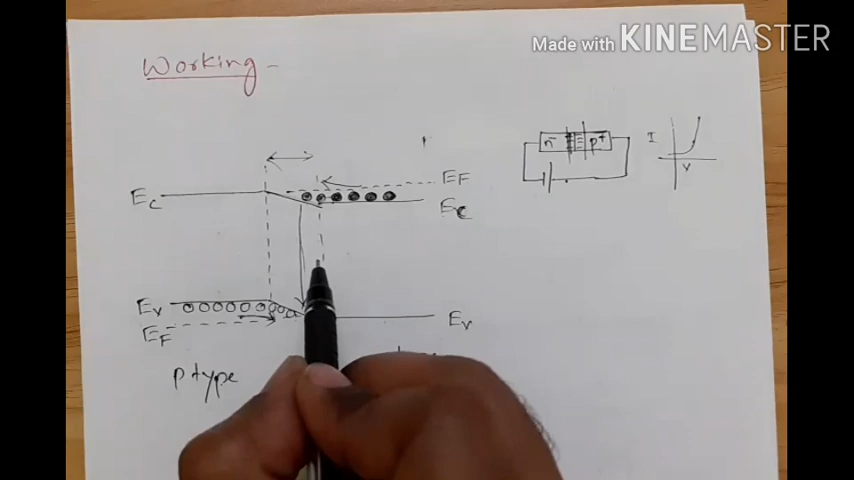 Made with KINEMASTER
Working -
n- p+
I
V
EC EF
EC
EV EV
EF
p type